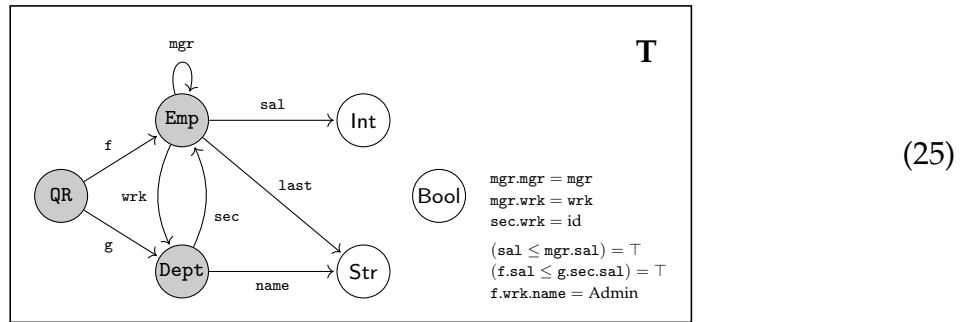 mgr
T
Emp
sal
Int
f
last
(25)
QR
wrk
sec
Bool
g
Dept
name
Str
mgr.mgr = mgr
mgr.wrk = wrk
sec.wrk = id
(sal ≤ mgr.sal) = ⊤
(f.sal ≤ g.sec.sal) = ⊤
f.wrk.name = Admin